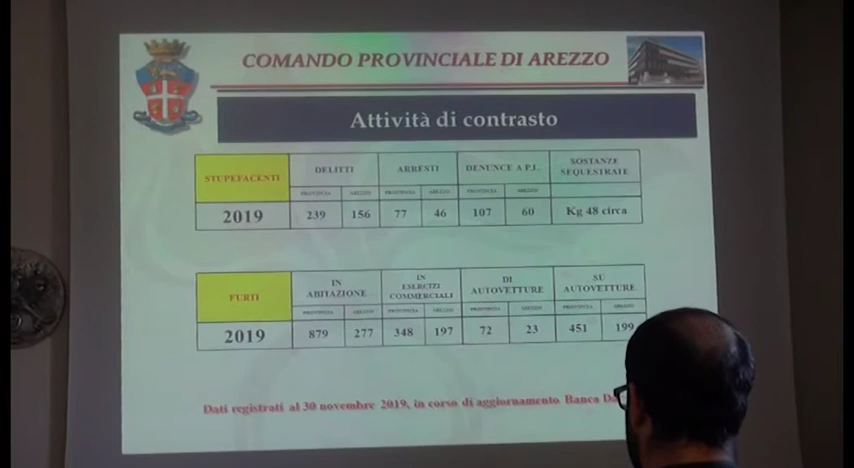 COMANDO PROVINCIALE DI AREZZO
Attività di contrasto
STUPEFACENTI DELITTI ARRESTI DENUNCE A P.L. SOSTANZE SEQUESTRATE
PROVINCIA AREZZO PROVINCIA AREZZO PROVINCIA AREZZO
2019 239 156 77 46 107 60 Kg 48 circa
FURTI IN ABITAZIONE IN ESERCIZI COMMERCIALI DI AUTOVETTURE SU AUTOVETTURE
PROVINCIA AREZZO PROVINCIA AREZZO PROVINCIA AREZZO PROVINCIA AREZZO
2019 879 277 348 197 72 23 451 199
Dati registrati al 30 novembre 2019, in corso di aggiornamento Banca